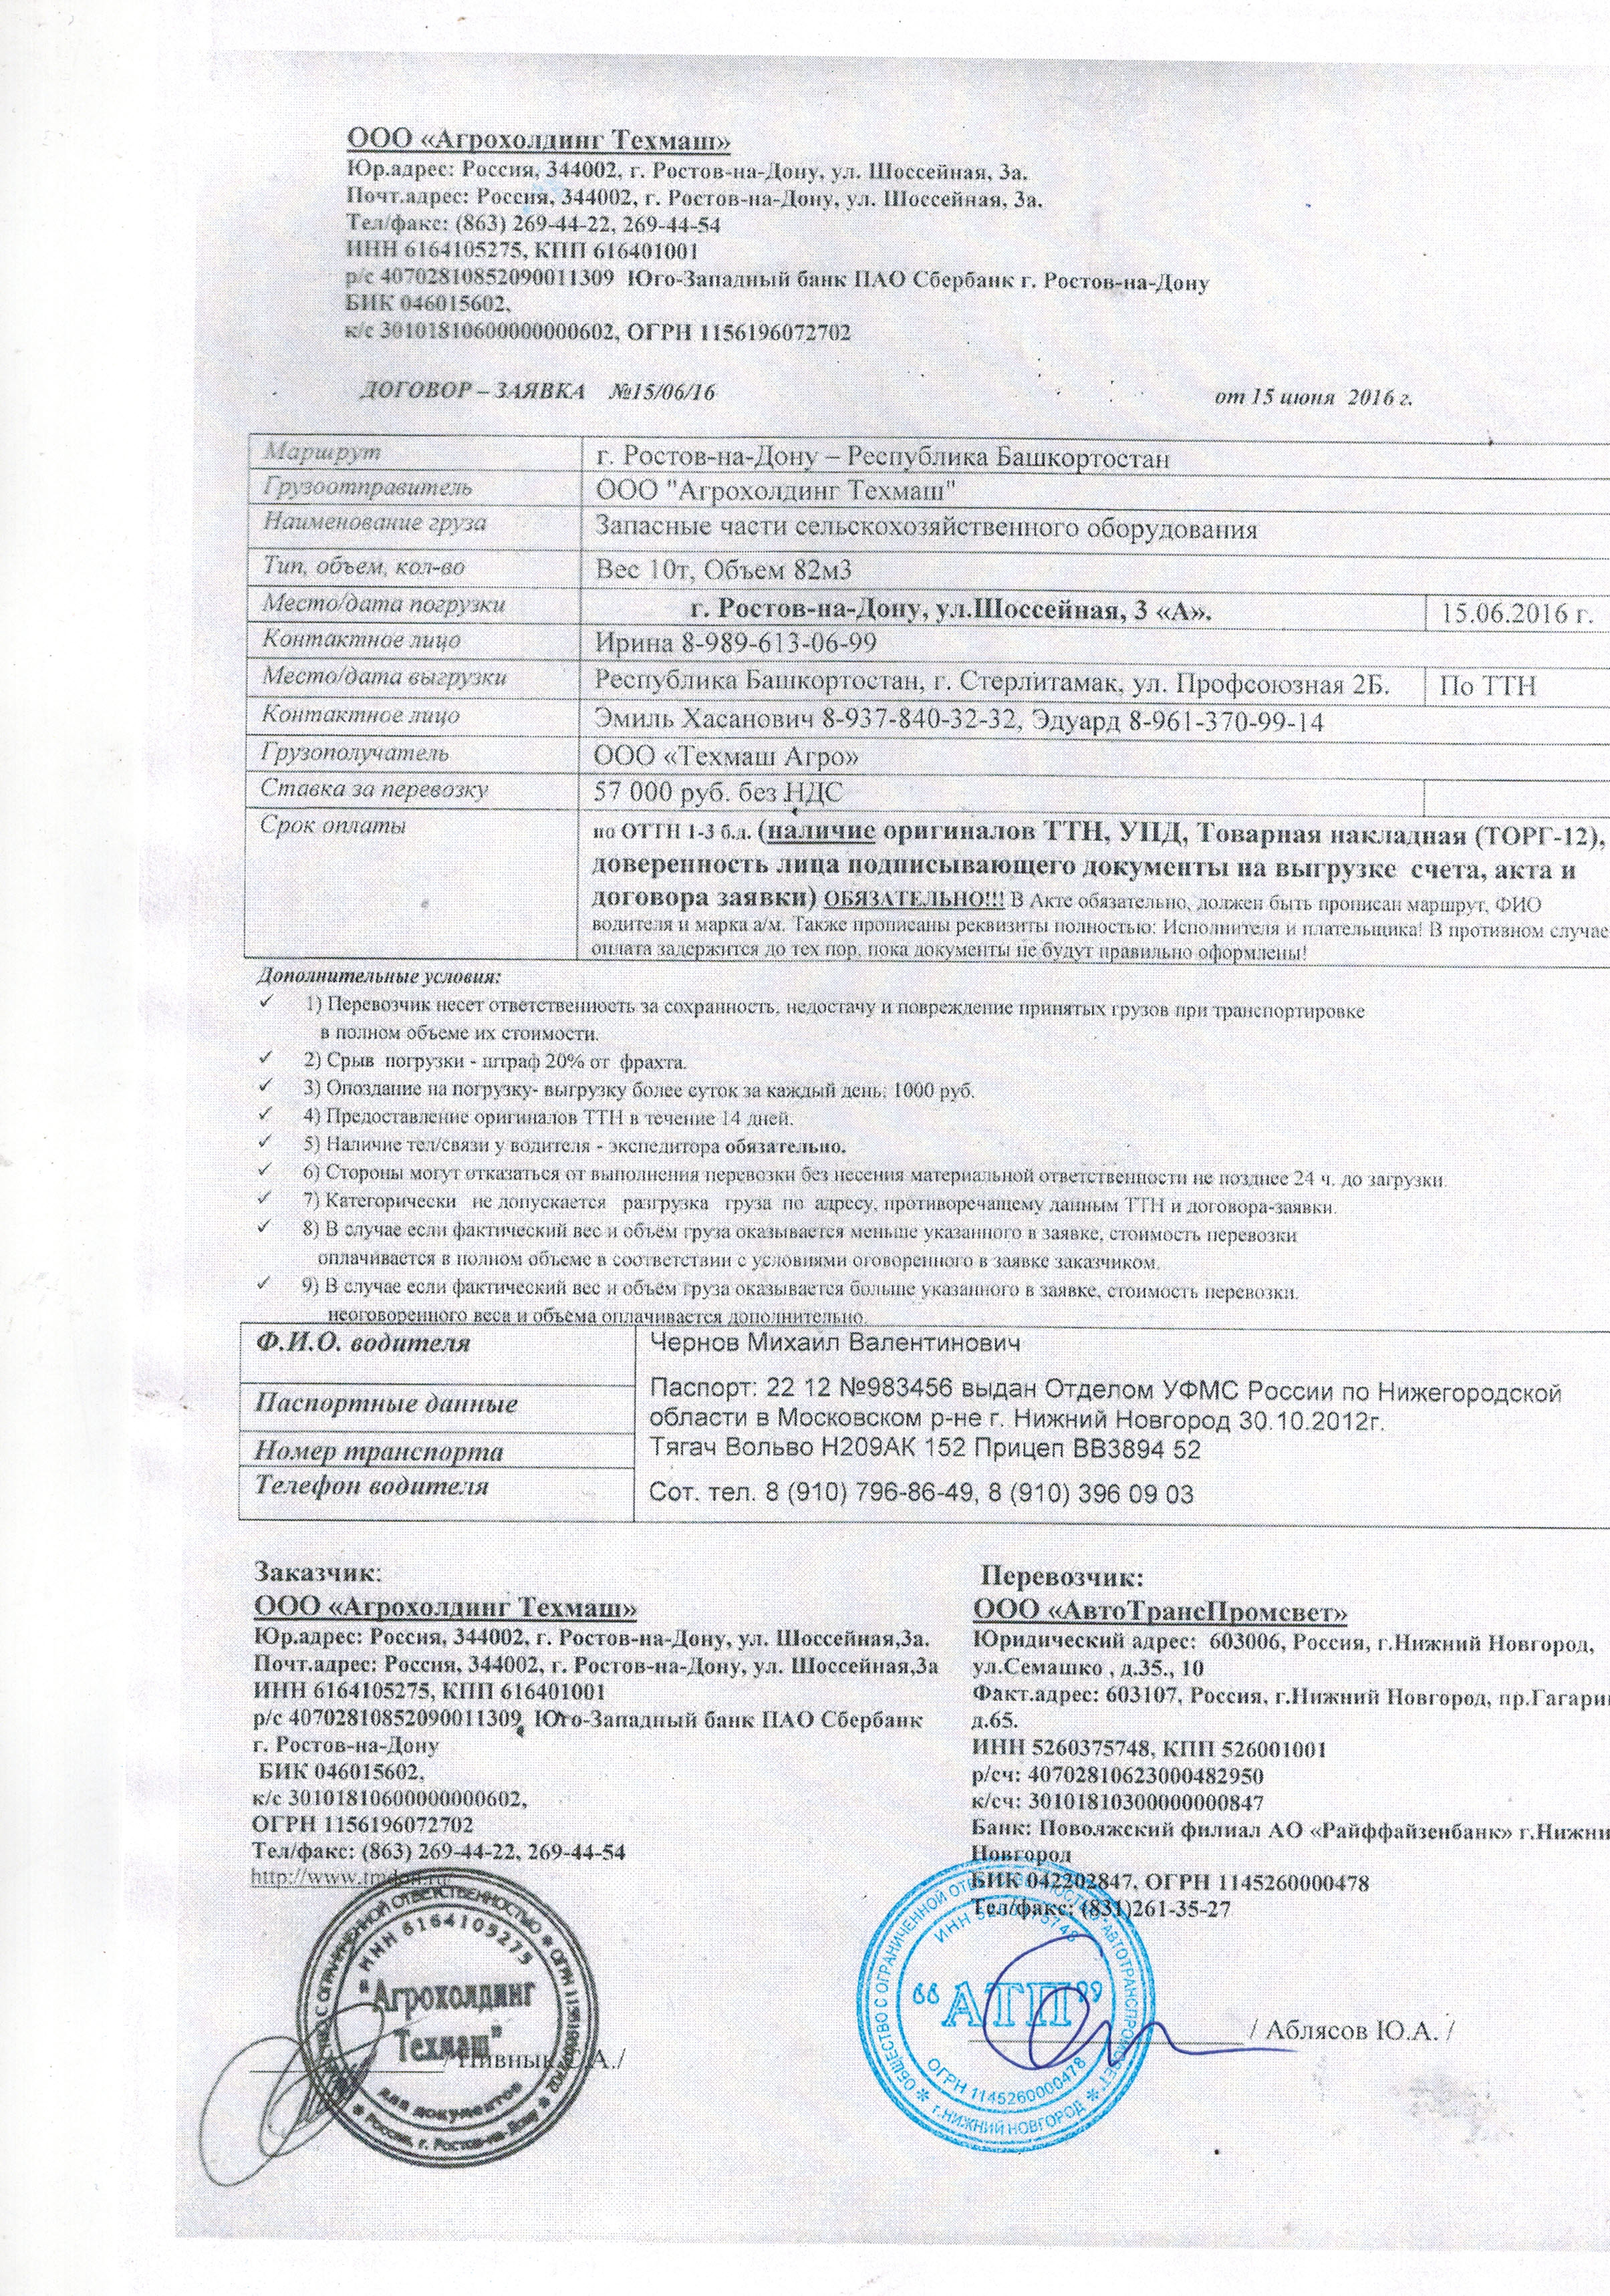 ООО «Агрохолдинг Техмаш»
Юр.адрес: Россия, 344002, г. Ростов-на-Дону, ул. Шоссейная, 3а.
Почт.адрес: Россия, 344002, г. Ростов-на-Дону, ул. Шоссейная, 3а.
Тел/факс: (863) 269-44-22, 269-44-54
ИНН 6164105275, КПП 616401001
р/с 40702810852090011309 Юго-Западный банк ПАО Сбербанк г. Ростов-на-Дону
БИК 046015602,
к/с 30101810600000000602, ОГРН 1156196072702
ДОГОВОР – ЗАЯВКА №15/06/16 от 15 июня 2016 г.
Маршрут г. Ростов-на-Дону – Республика Башкортостан
Грузоотправитель ООО "Агрохолдинг Техмаш"
Наименование груза Запасные части сельскохозяйственного оборудования
Тип, объем, кол-во Вес 10т, Объем 82м3
Место/дата погрузки г. Ростов-на-Дону, ул.Шоссейная, 3 «А». 15.06.2016 г.
Контактное лицо Ирина 8-989-613-06-99
Место/дата выгрузки Республика Башкортостан, г. Стерлитамак, ул. Профсоюзная 2Б. По ТТН
Контактное лицо Эмиль Хасанович 8-937-840-32-32, Эдуард 8-961-370-99-14
Грузополучатель ООО «Техмаш Агро»
Ставка за перевозку 57 000 руб. без НДС
Срок оплаты по ОТТН 1-3 б.д. (наличие оригиналов ТТН, УПД, Товарная накладная (ТОРГ-12),
доверенность лица подписывающего документы на выгрузке счета, акта и
договора заявки) ОБЯЗАТЕЛЬНО!!! В Акте обязательно, должен быть прописан маршрут, ФИО
водителя и марка а/м. Также прописаны реквизиты полностью: Исполнителя и плательщика! В противном случае
оплата задержится до тех пор, пока документы не будут правильно оформлены!
Дополнительные условия:
✓ 1) Перевозчик несет ответственность за сохранность, недостачу и повреждение принятых грузов при транспортировке
в полном объеме их стоимости.
✓ 2) Срыв погрузки - штраф 20% от фрахта.
✓ 3) Опоздание на погрузку- выгрузку более суток за каждый день: 1000 руб.
✓ 4) Предоставление оригиналов ТТН в течение 14 дней.
✓ 5) Наличие тел/связи у водителя - экспедитора обязательно.
✓ 6) Стороны могут отказаться от выполнения перевозки без несения материальной ответственности не позднее 24 ч. до загрузки.
✓ 7) Категорически не допускается разгрузка груза по адресу, противоречащему данным ТТН и договора-заявки.
✓ 8) В случае если фактический вес и объём груза оказывается меньше указанного в заявке, стоимость перевозки
оплачивается в полном объеме в соответствии с условиями оговоренного в заявке заказчиком.
✓ 9) В случае если фактический вес и объём груза оказывается больше указанного в заявке, стоимость перевозки,
неоговоренного веса и объема оплачивается дополнительно.
Ф.И.О. водителя Чернов Михаил Валентинович
Паспортные данные Паспорт: 22 12 №983456 выдан Отделом УФМС России по Нижегородской
области в Московском р-не г. Нижний Новгород 30.10.2012г.
Номер транспорта Тягач Вольво Н209АК 152 Прицеп ВВ3894 52
Телефон водителя Сот. тел. 8 (910) 796-86-49, 8 (910) 396 09 03
Заказчик:
ООО «Агрохолдинг Техмаш»
Юр.адрес: Россия, 344002, г. Ростов-на-Дону, ул. Шоссейная,3а.
Почт.адрес: Россия, 344002, г. Ростов-на-Дону, ул. Шоссейная,3а
ИНН 6164105275, КПП 616401001
р/с 40702810852090011309 Юго-Западный банк ПАО Сбербанк
г. Ростов-на-Дону
БИК 046015602,
к/с 30101810600000000602,
ОГРН 1156196072702
Тел/факс: (863) 269-44-22, 269-44-54
http://www.tmdon.ru/
ИНН 6164105275
"Агрохолдинг
Техмаш"
для документов
Россия, г. Ростов-на-Дону
Перевозчик:
ООО «АвтоТрансПромсвет»
Юридический адрес: 603006, Россия, г.Нижний Новгород,
ул.Семашко , д.35., 10
Факт.адрес: 603107, Россия, г.Нижний Новгород, пр.Гагари
д.65.
ИНН 5260375748, КПП 526001001
р/сч: 40702810623000482950
к/сч: 30101810300000000847
Банк: Поволжский филиал АО «Райффайзенбанк» г.Нижни
Новгород
БИК 042202847, ОГРН 1145260000478
Тел/факс: (831)261-35-27
ОБЩЕСТВО С ОГРАНИЧЕННОЙ ОТВЕТСТВЕННОСТЬЮ "АВТОТРАНСПРОМСВЕТ"
ИНН 5260375748
“АТП”
ОГРН 1145260000478
г.НИЖНИЙ НОВГОРОД
/ Аблясов Ю.А. /